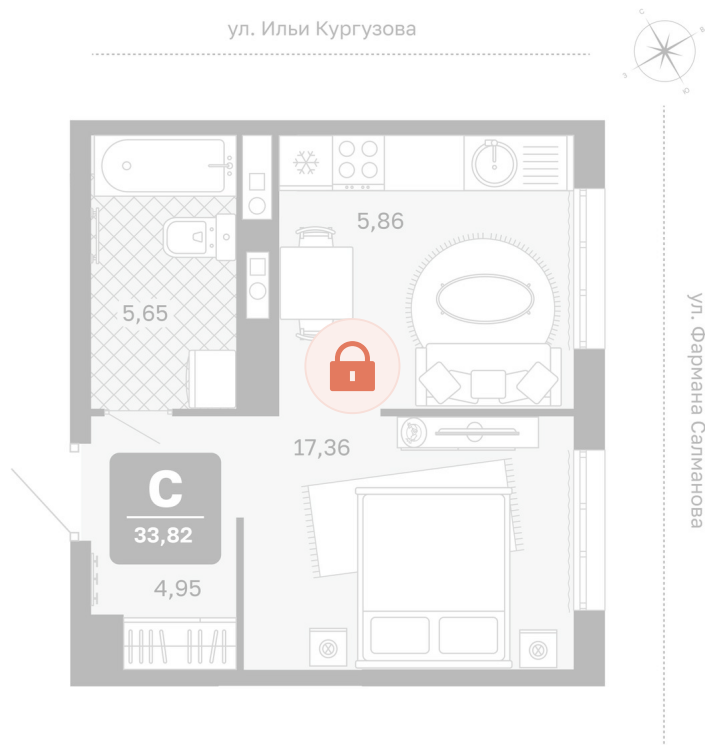 ул. Ильи Кургузова
С
В
З
Ю
5,86
5,65
ул. Фармана Салманова
17,36
С
33,82
4,95